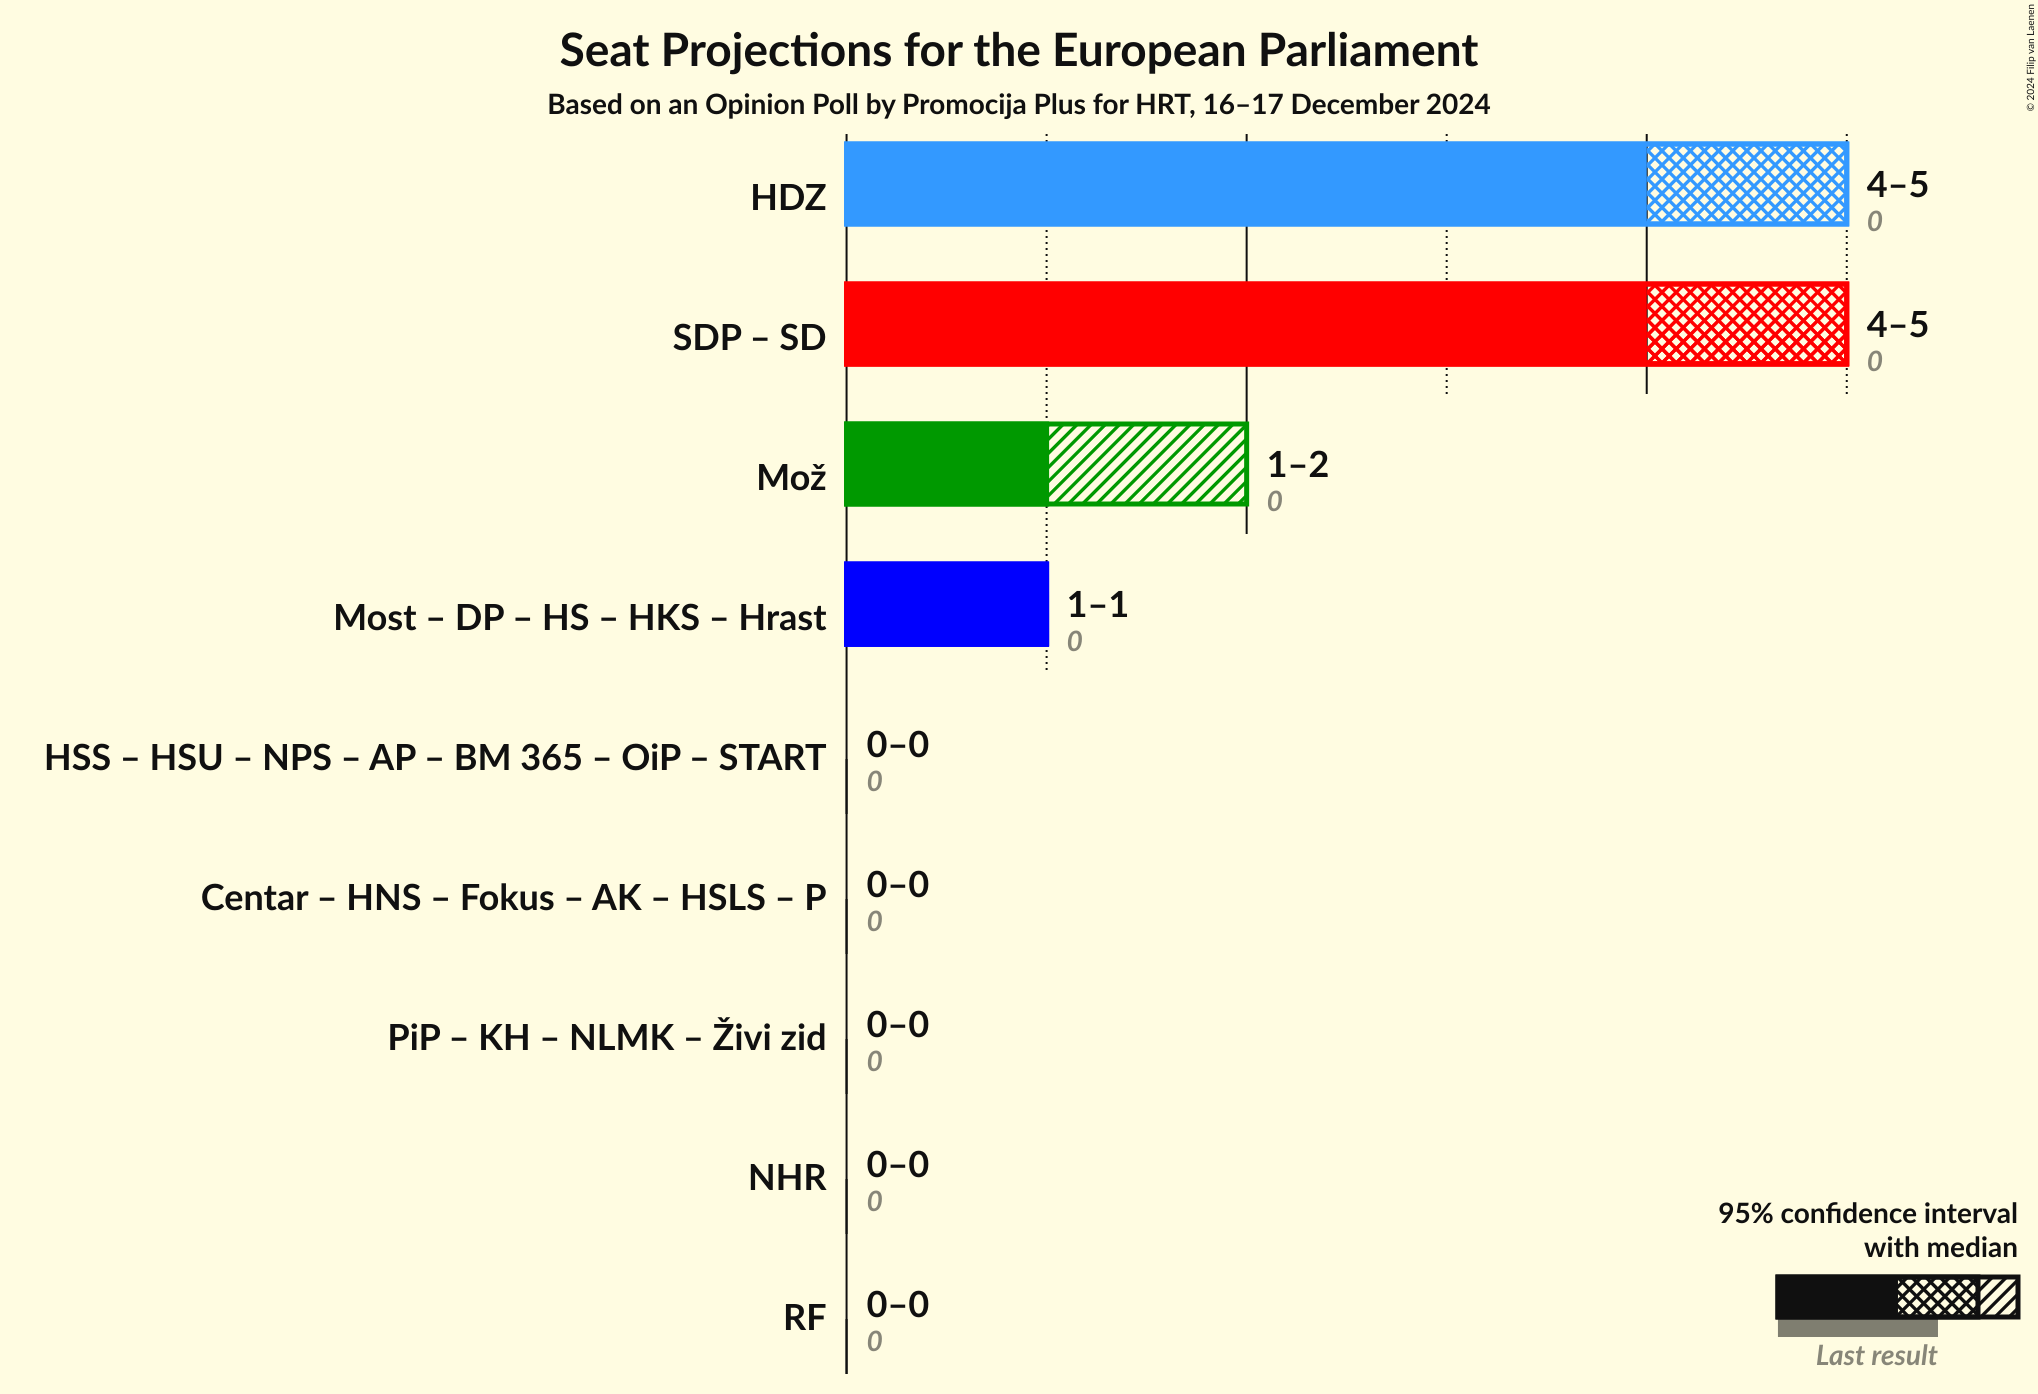 Seat Projections for the European Parliament
Based on an Opinion Poll by Promocija Plus for HRT, 16–17 December 2024
© 2024 Filip van Laenen
HDZ
4–5
0
SDP – SD
4–5
0
Mož
1–2
0
Most – DP – HS – HKS – Hrast
1–1
0
HSS – HSU – NPS – AP – BM 365 – OiP – START
0–0
0
Centar – HNS – Fokus – AK – HSLS – P
0–0
0
PiP – KH – NLMK – Živi zid
0–0
0
NHR
0–0
0
RF
0–0
0
95% confidence interval
with median
Last result